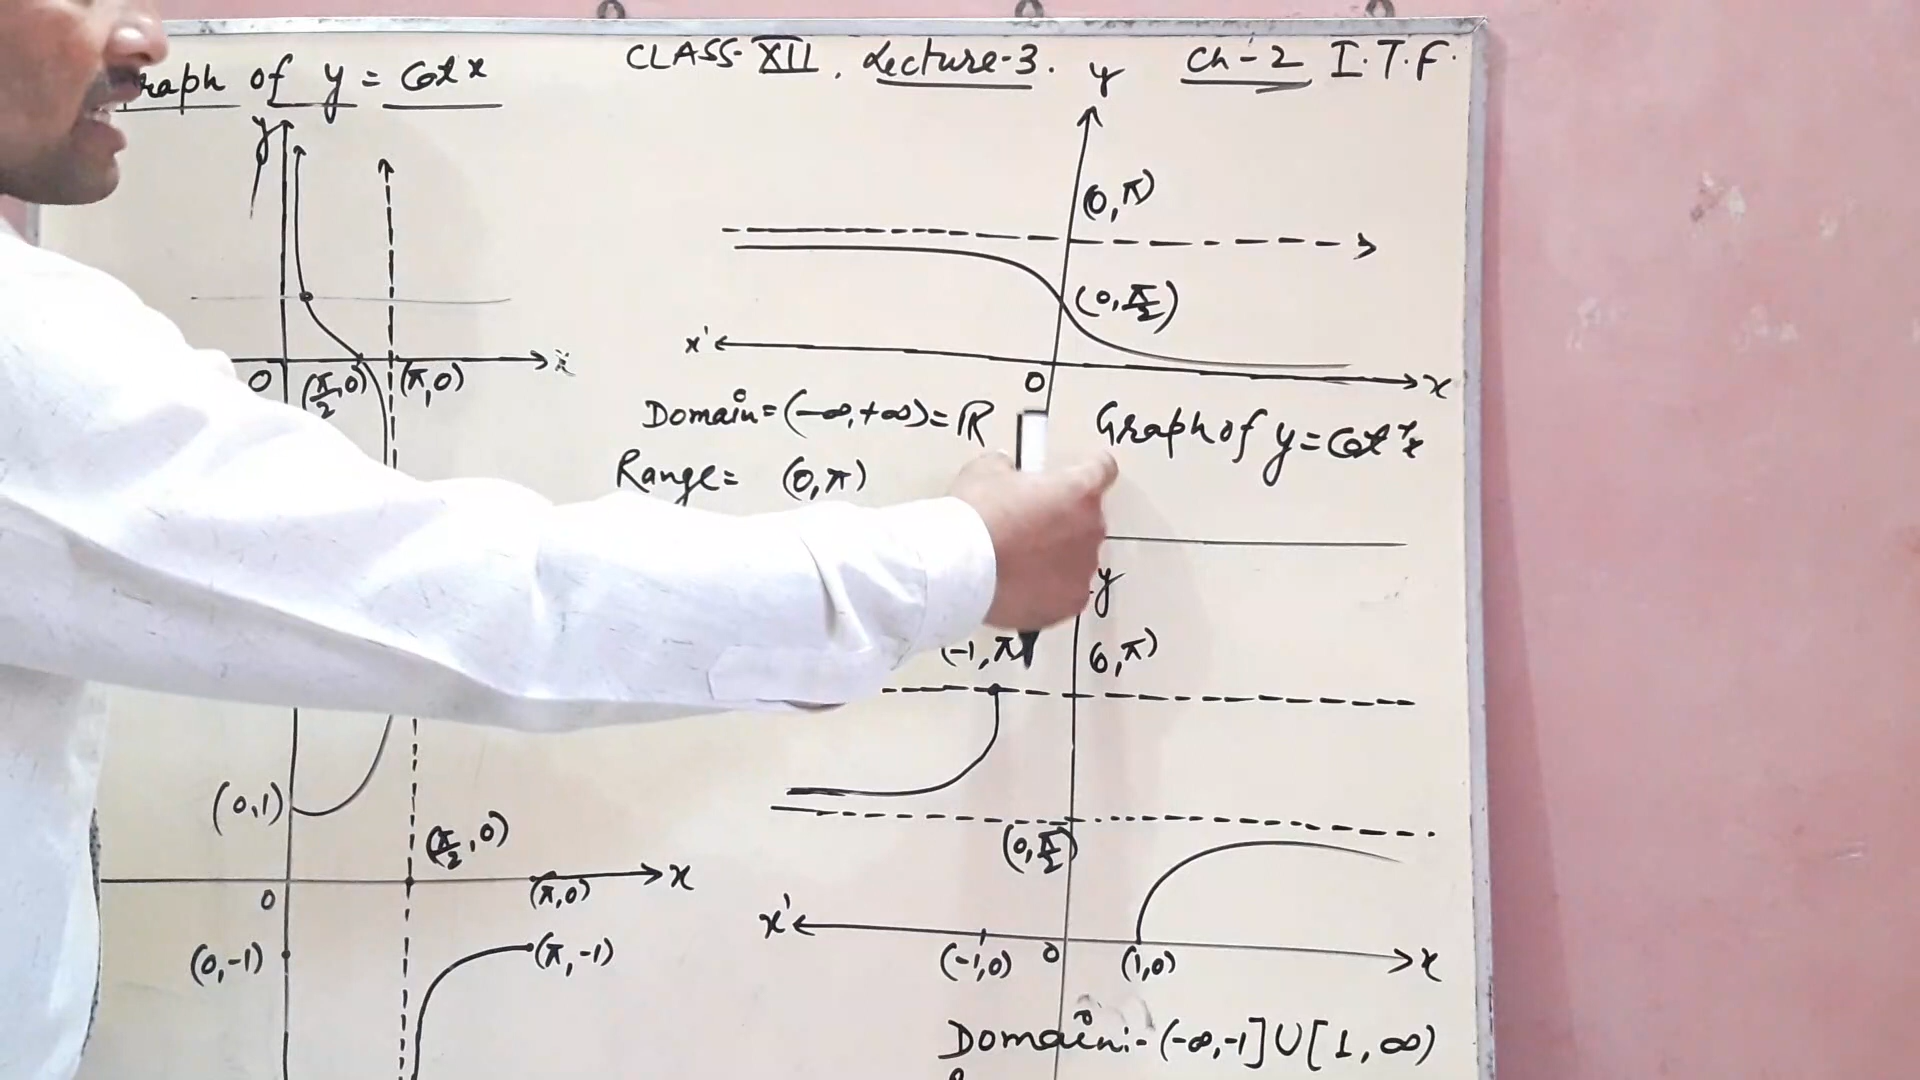 Graph of y = cot x
CLASS-XII. Lecture-3. Ch-2 I.T.F.
y
x
0
(π/2, 0)
(π, 0)
y
(0, π)
(0, π/2)
x'
0
x
Domain = (-∞, +∞) = R
Range = (0, π)
Graph of y = cot⁻¹x
(0,1)
(π/2, 0)
0
(π,0)
x
(0,-1)
(π,-1)
y
(-1, π
(0, π)
(0, π/2)
x'
(-1,0)
0
(1,0)
x
Domain:- (-∞,-1]∪[1,∞)